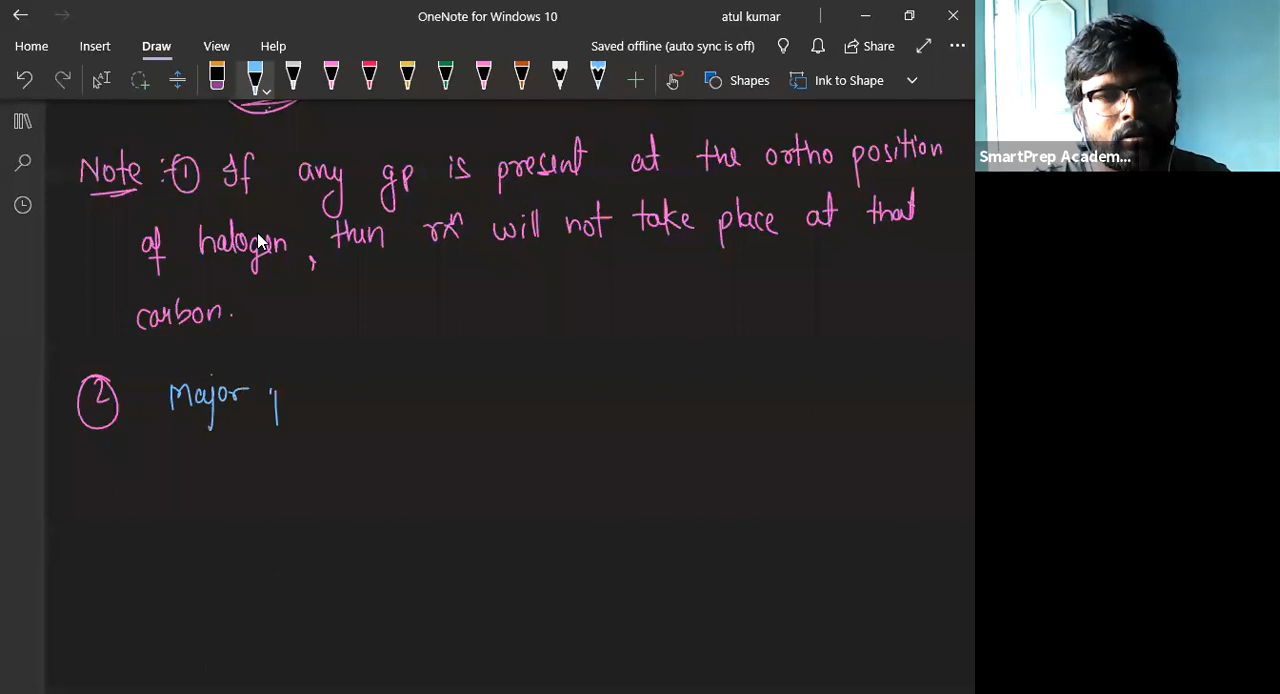 OneNote for Windows 10
atul kumar
Home Insert Draw View Help
Saved offline (auto sync is off)
Share
Shapes
Ink to Shape
SmartPrep Academ...
Note :- ① If any gp is present at the ortho position
of halogen, then rxⁿ will not take place at that
carbon.
② Major p